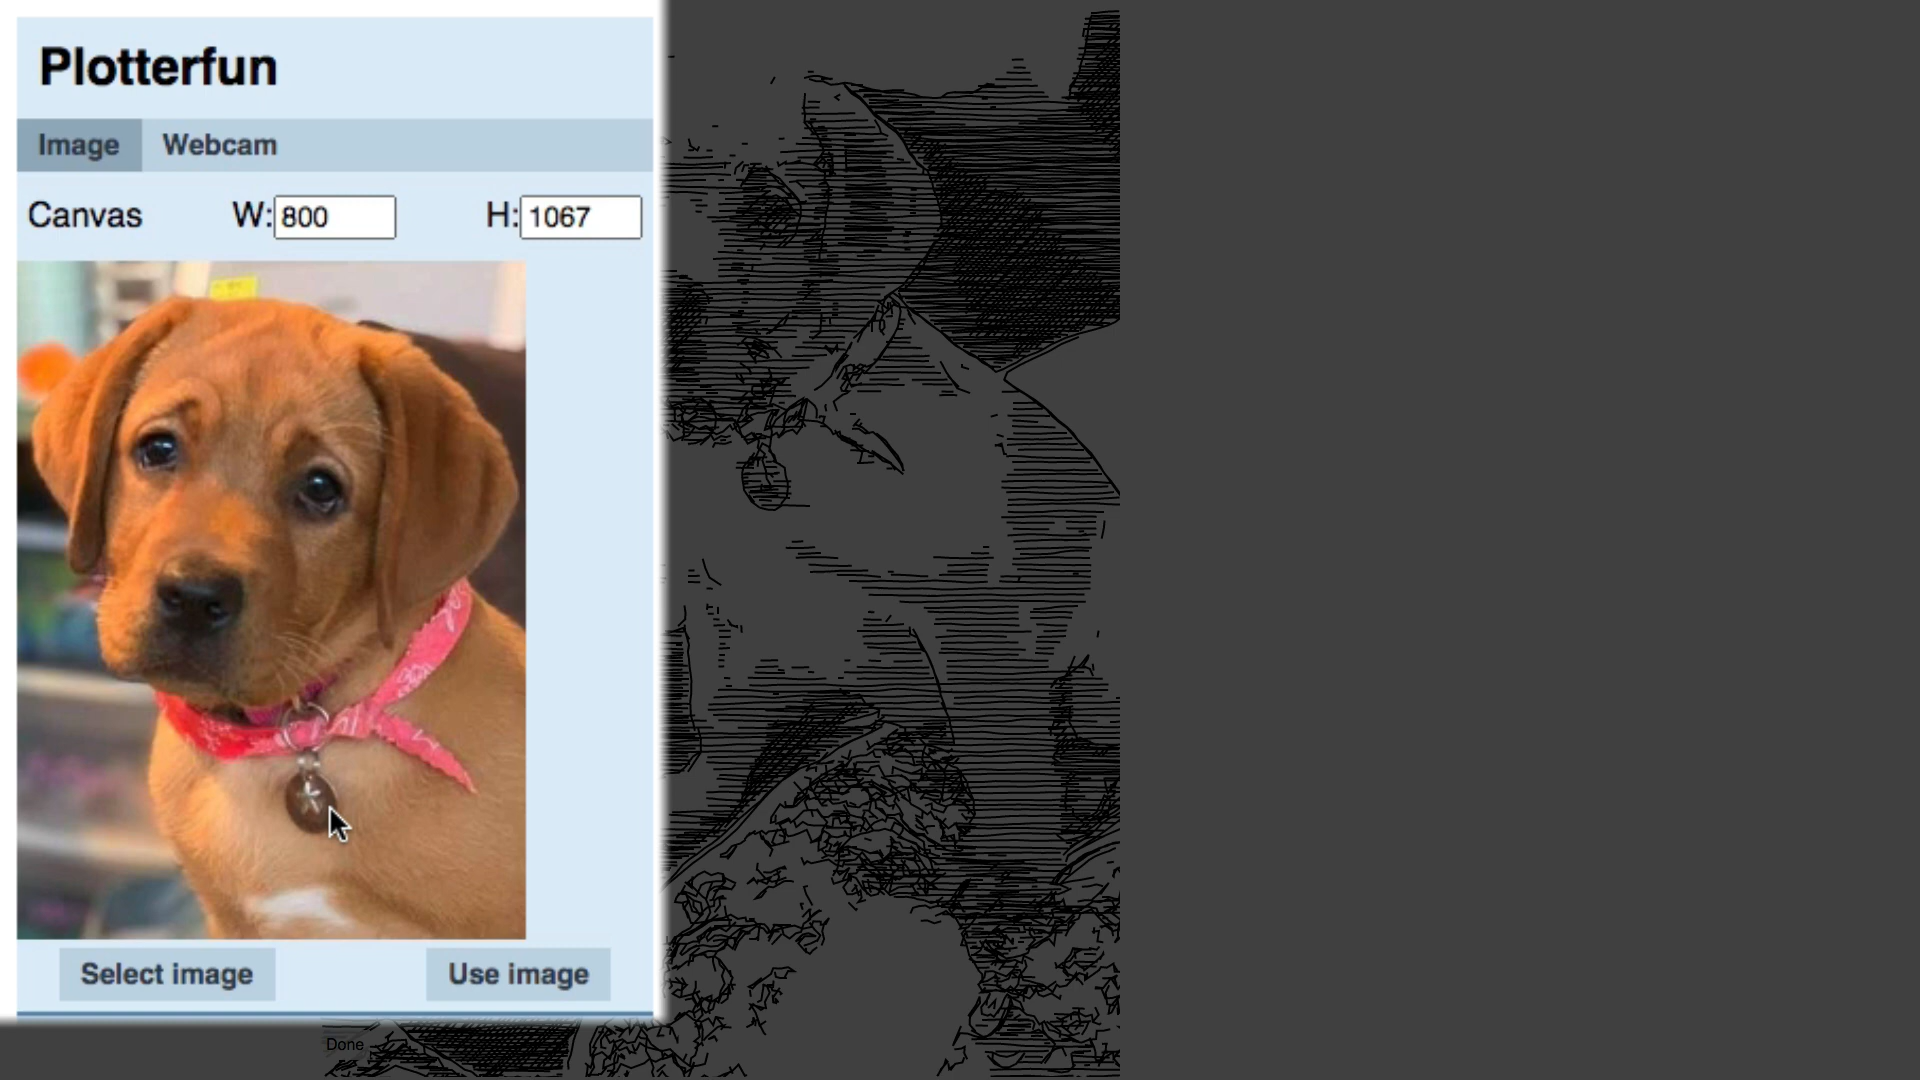 Plotterfun
Image Webcam
Canvas W: 800 H: 1067
Select image Use image
Done